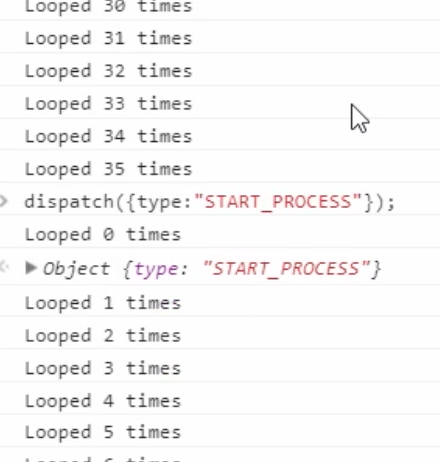 Looped 30 times
Looped 31 times
Looped 32 times
Looped 33 times
Looped 34 times
Looped 35 times
dispatch({type:"START_PROCESS"});
Looped 0 times
Object {type: "START_PROCESS"}
Looped 1 times
Looped 2 times
Looped 3 times
Looped 4 times
Looped 5 times